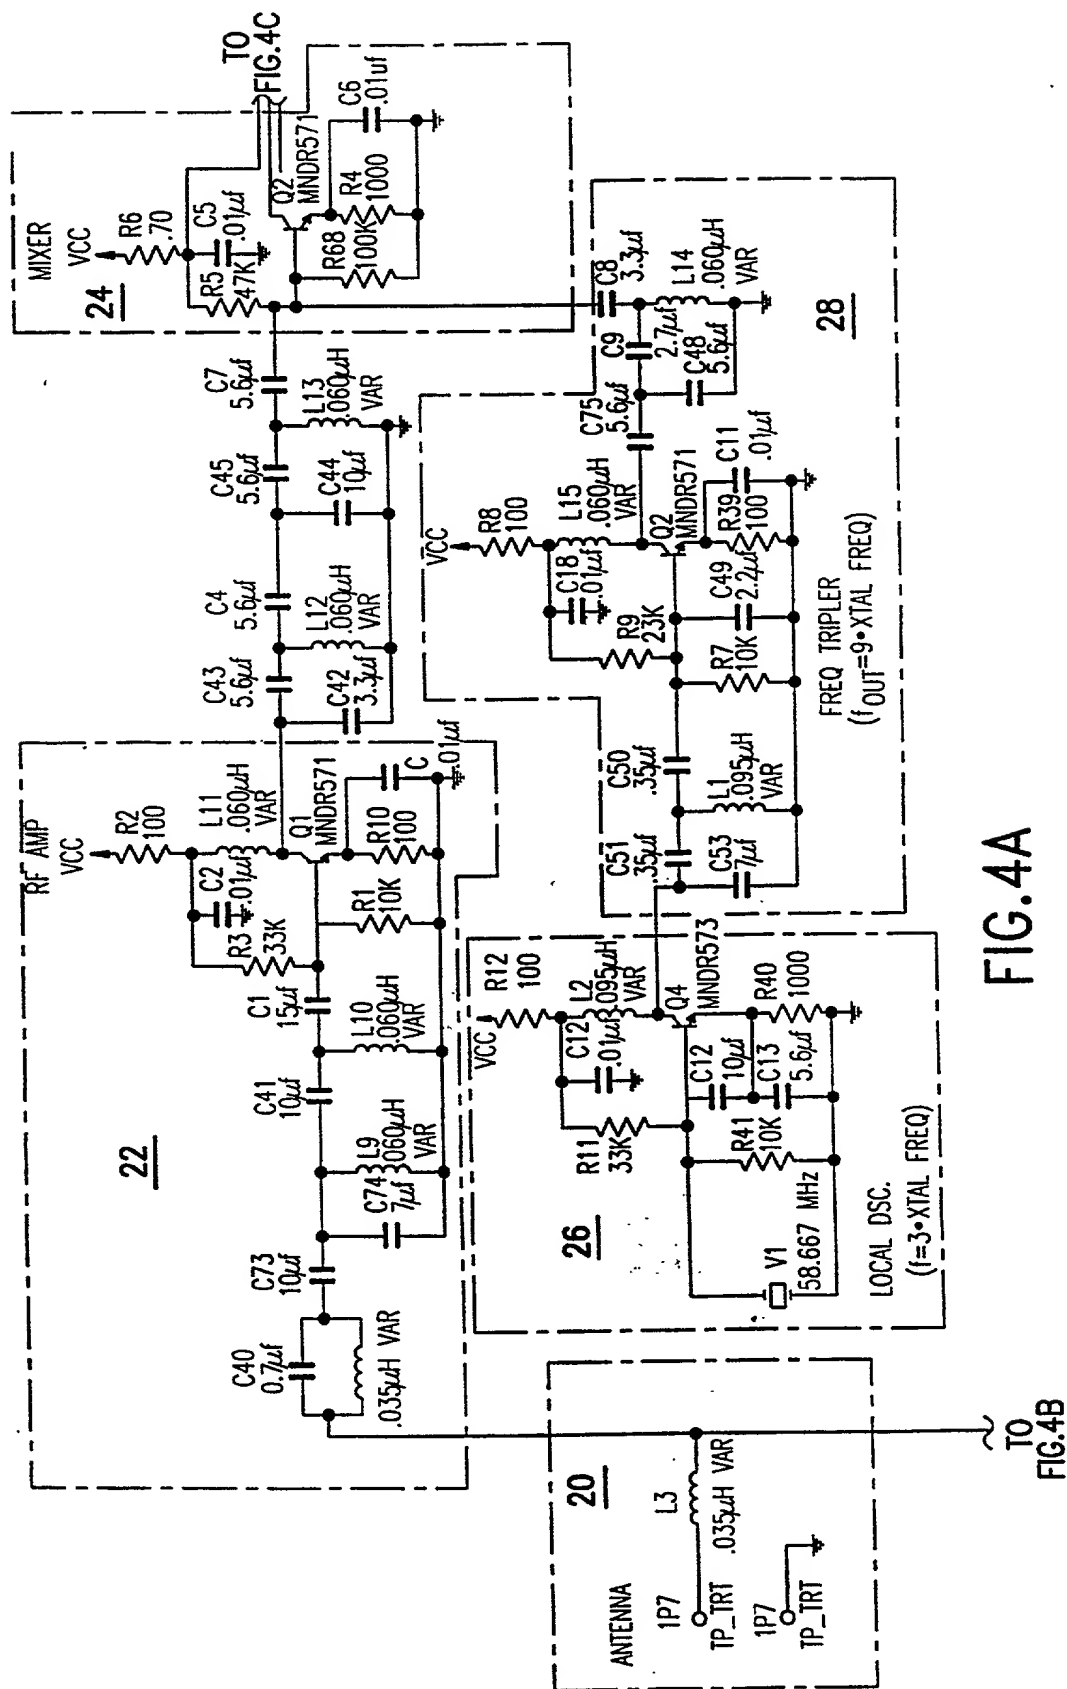 MIXER
24
VCC
R6
.70
C5
.01µf
R5
47K
Q2
MNDR571
R68
100K
R4
1000
C6
.01uf
TO
FIG.4C
RF AMP
VCC
R2
100
L11
.060µH
VAR
C2
.01µf
R3
33K
Q1
MNDR571
R1
10K
R10
100
C
.01µf
C1
15µf
L10
.060µH
VAR
C41
10µf
L9
.060µH
VAR
C74
7µf
C73
10µf
C40
0.7µf
.035µH VAR
22
C43
5.6µf
C42
3.3µf
L12
.060µH
VAR
C4
5.6µf
C45
5.6µf
C44
10µf
L13
.060µH
VAR
C7
5.6µf
VCC
R8
100
L15
.060µH
VAR
C18
.01µf
R9
23K
Q2
MNDR571
C75
5.6µf
C9
2.7µf
C48
5.6µf
C8
3.3µf
L14
.060µH
VAR
28
C11
.01µf
R39
100
C49
2.2µf
R7
10K
C50
.35µf
L1
.095µH
VAR
C51
.35µf
C53
7µf
FREQ TRIPLER
(fOUT=9•XTAL FREQ)
VCC
R12
100
L2
.095µH
VAR
C12
.01µf
R11
33K
Q4
MNDR573
C12
10µf
C13
5.6µf
R40
1000
R41
10K
V1
58.667 MHz
26
LOCAL DSC.
(f=3•XTAL FREQ)
20
ANTENNA
L3
.035µH VAR
1P7
TP_TRT
1P7
TP_TRT
TO
FIG.4B
FIG.4A